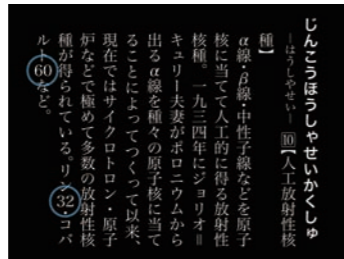 じんこうほうしゃせいかくしゅ
―はうしやせい― 10【人工放射性核
種】
α線・β線・中性子線などを原子
核に当てて人工的に得る放射性
核種。一九三四年にジョリオ＝
キュリー夫妻がポロニウムから
出るα線を種々の原子核に当て
ることによってつくって以来、
現在ではサイクロトロン・原子
炉などで極めて多数の放射性核
種が得られている。リン32・コバ
ルト60など。